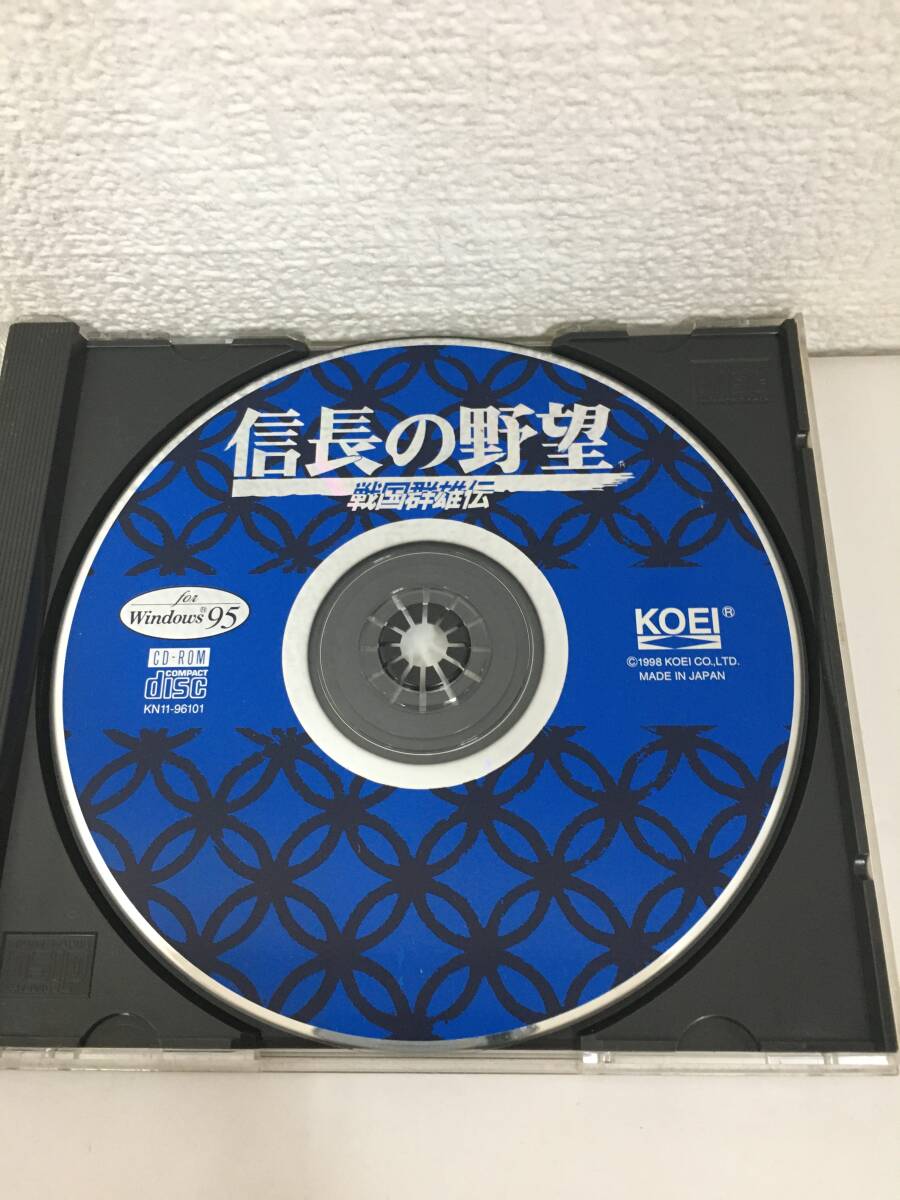 信長の野望
戦国群雄伝
for
Windows® 95
CD-ROM
COMPACT
disc
KN11-96101
KOEI®
©1998 KOEI CO.,LTD.
MADE IN JAPAN